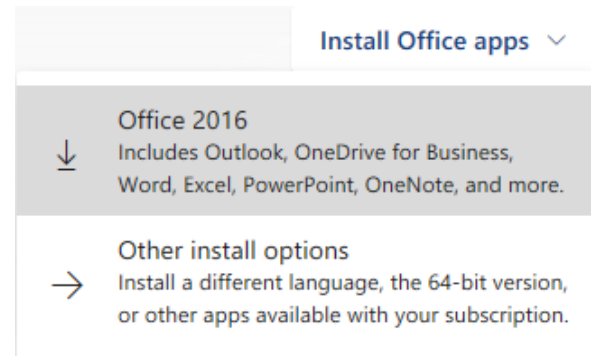 Install Office apps
Office 2016
Includes Outlook, OneDrive for Business,
Word, Excel, PowerPoint, OneNote, and more.
Other install options
Install a different language, the 64-bit version,
or other apps available with your subscription.